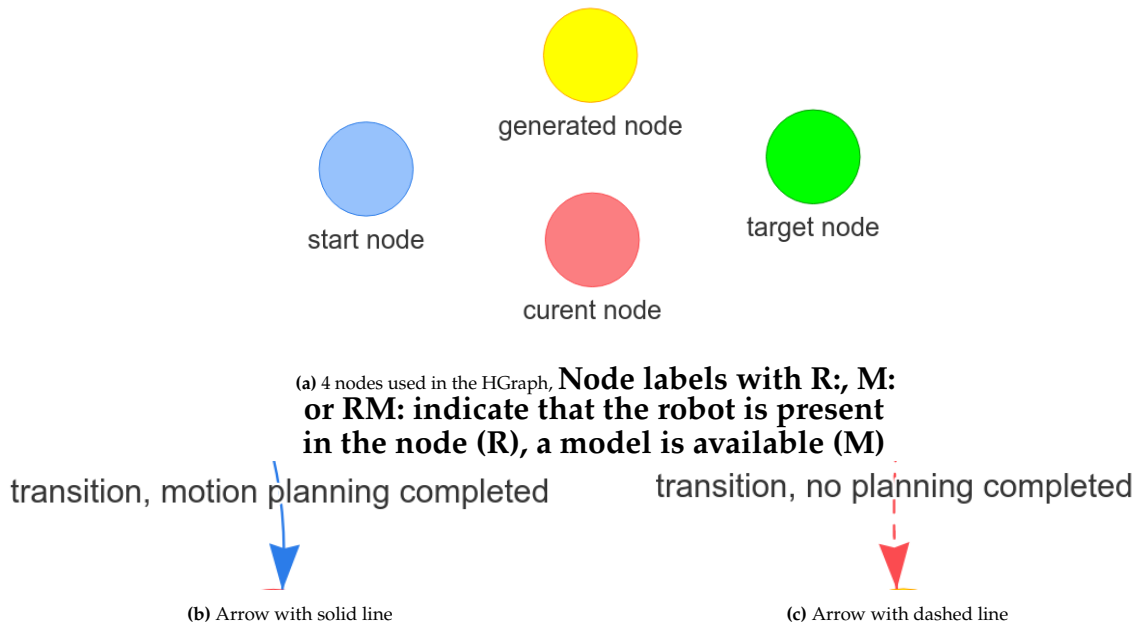 generated node
start node
target node
curent node
(a) 4 nodes used in the HGraph, Node labels with R:, M:
or RM: indicate that the robot is present
in the node (R), a model is available (M)
transition, motion planning completed
transition, no planning completed
(b) Arrow with solid line
(c) Arrow with dashed line